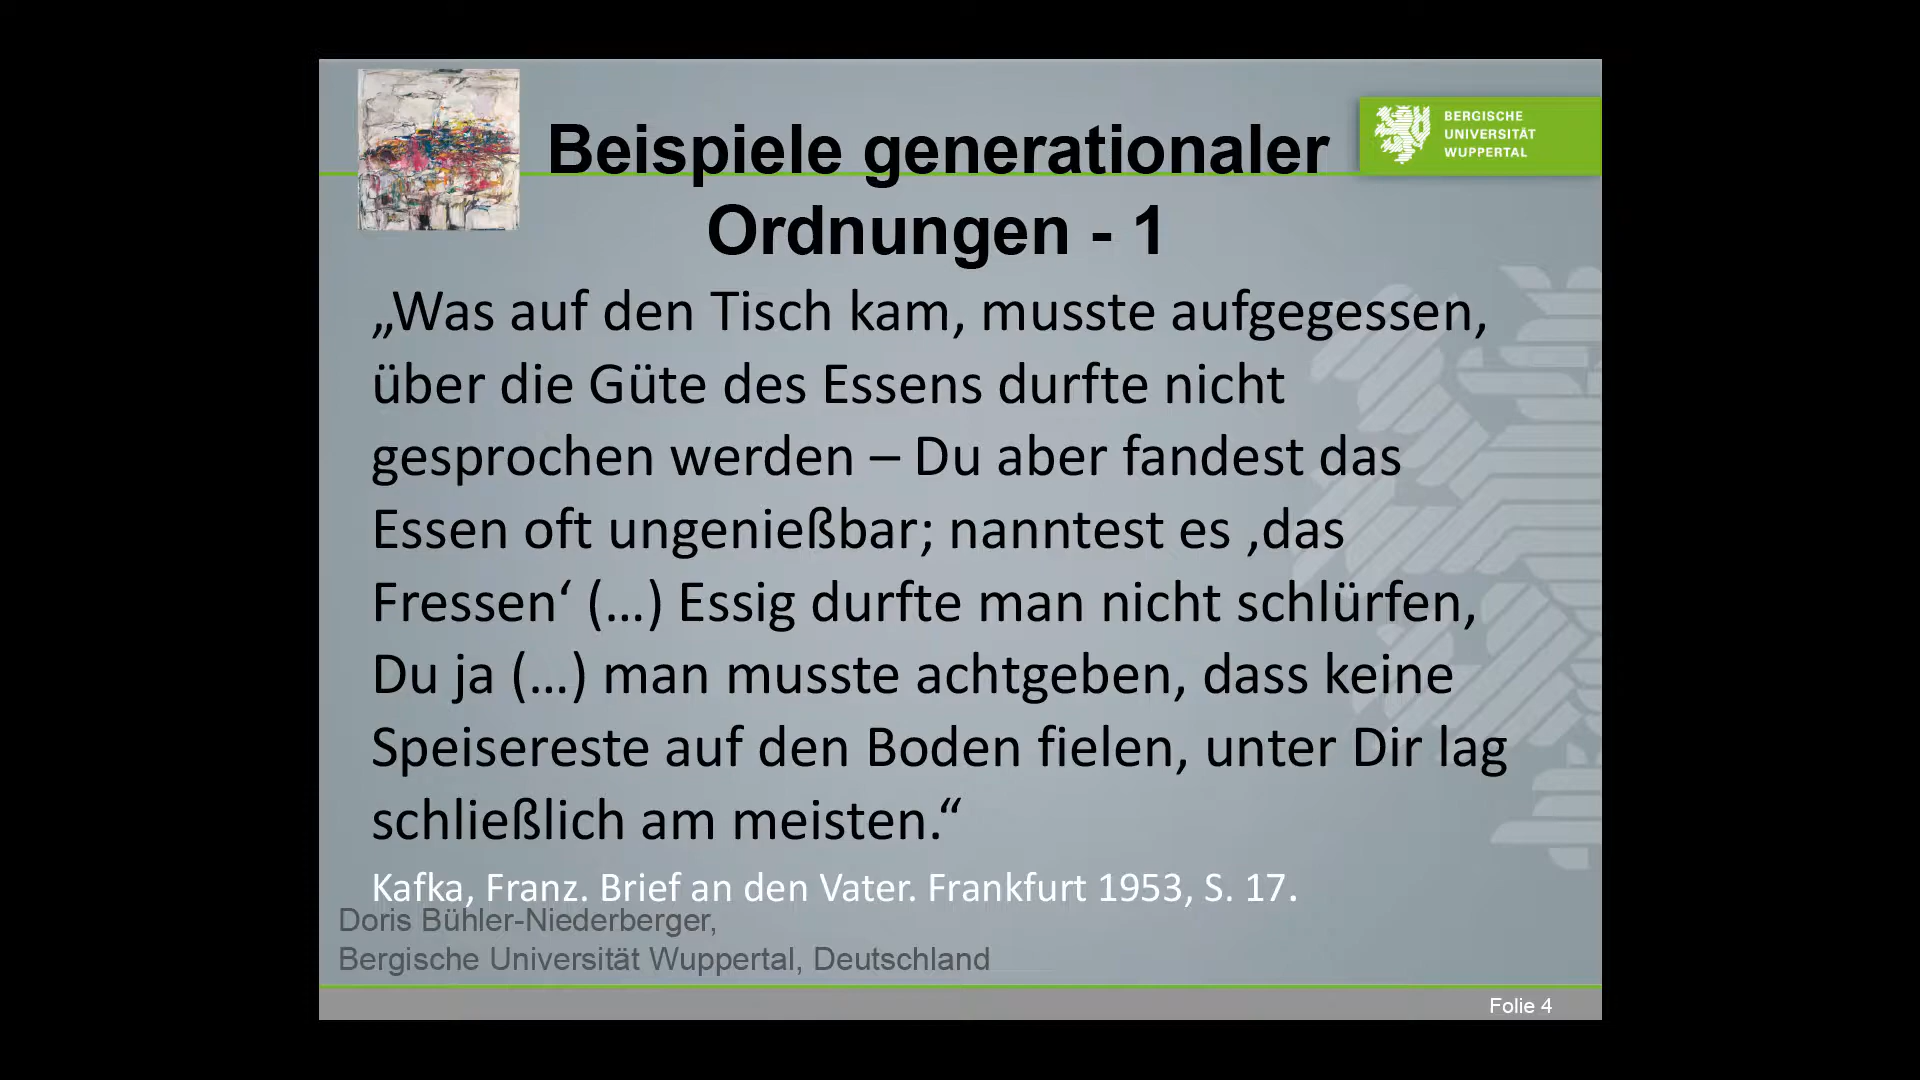 Beispiele generationaler
Ordnungen - 1
BERGISCHE
UNIVERSITÄT
WUPPERTAL
„Was auf den Tisch kam, musste aufgegessen,
über die Güte des Essens durfte nicht
gesprochen werden – Du aber fandest das
Essen oft ungenießbar; nanntest es ‚das
Fressen‘ (…) Essig durfte man nicht schlürfen,
Du ja (…) man musste achtgeben, dass keine
Speisereste auf den Boden fielen, unter Dir lag
schließlich am meisten.“
Kafka, Franz. Brief an den Vater. Frankfurt 1953, S. 17.
Doris Bühler-Niederberger,
Bergische Universität Wuppertal, Deutschland
Folie 4